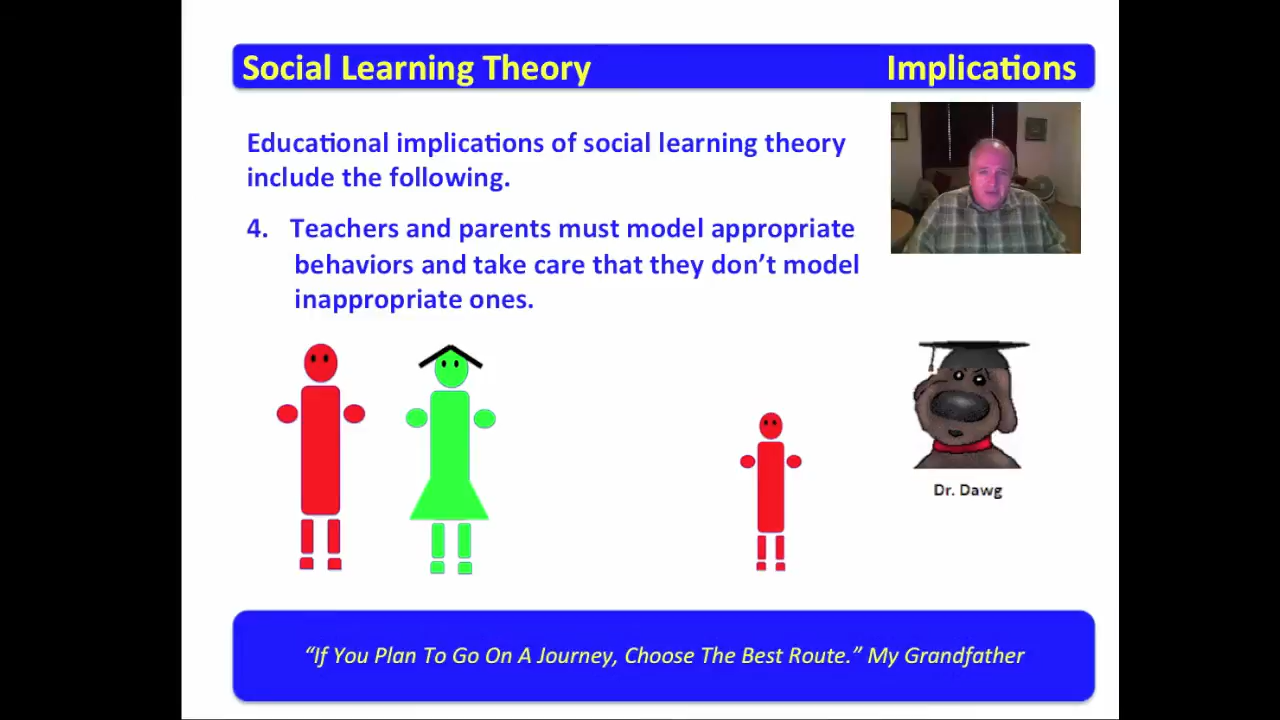 Social Learning Theory Implications
Educational implications of social learning theory
include the following.
4. Teachers and parents must model appropriate
behaviors and take care that they don’t model
inappropriate ones.
Dr. Dawg
“If You Plan To Go On A Journey, Choose The Best Route.” My Grandfather